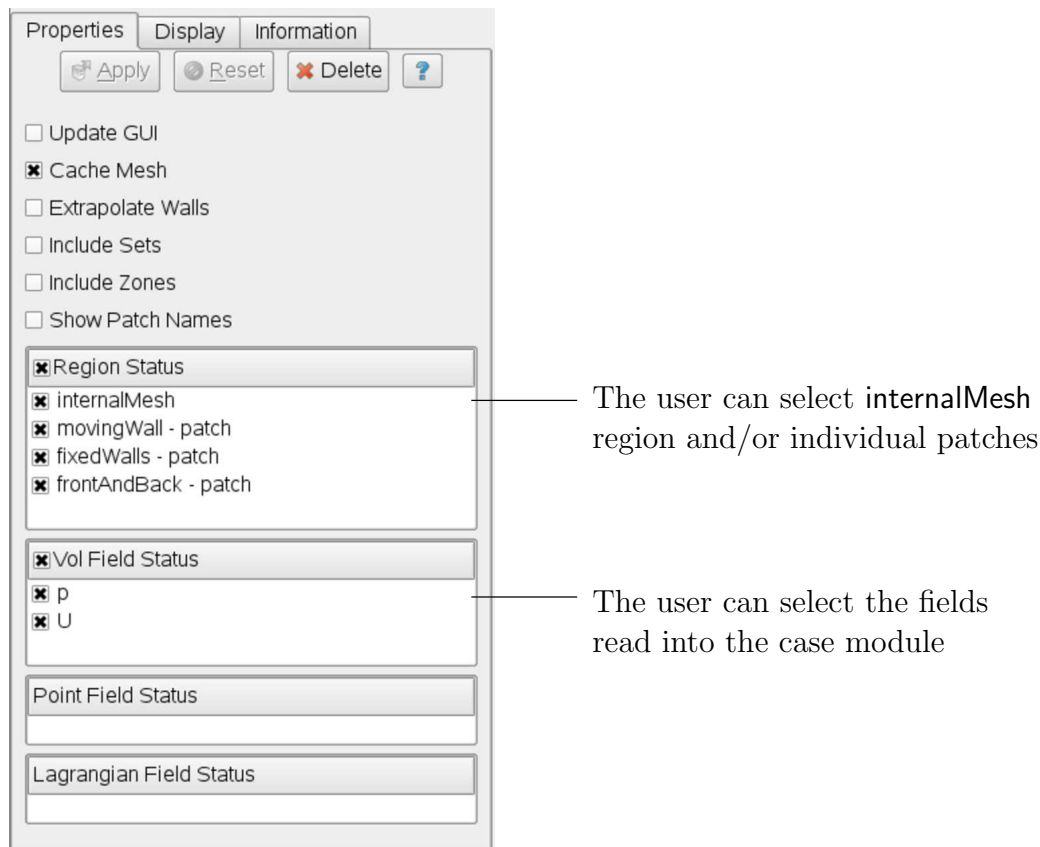 Properties Display Information
Apply Reset Delete ?
Update GUI
Cache Mesh
Extrapolate Walls
Include Sets
Include Zones
Show Patch Names
Region Status
internalMesh
movingWall - patch
fixedWalls - patch
frontAndBack - patch
The user can select internalMesh
region and/or individual patches
Vol Field Status
p
U
The user can select the fields
read into the case module
Point Field Status
Lagrangian Field Status